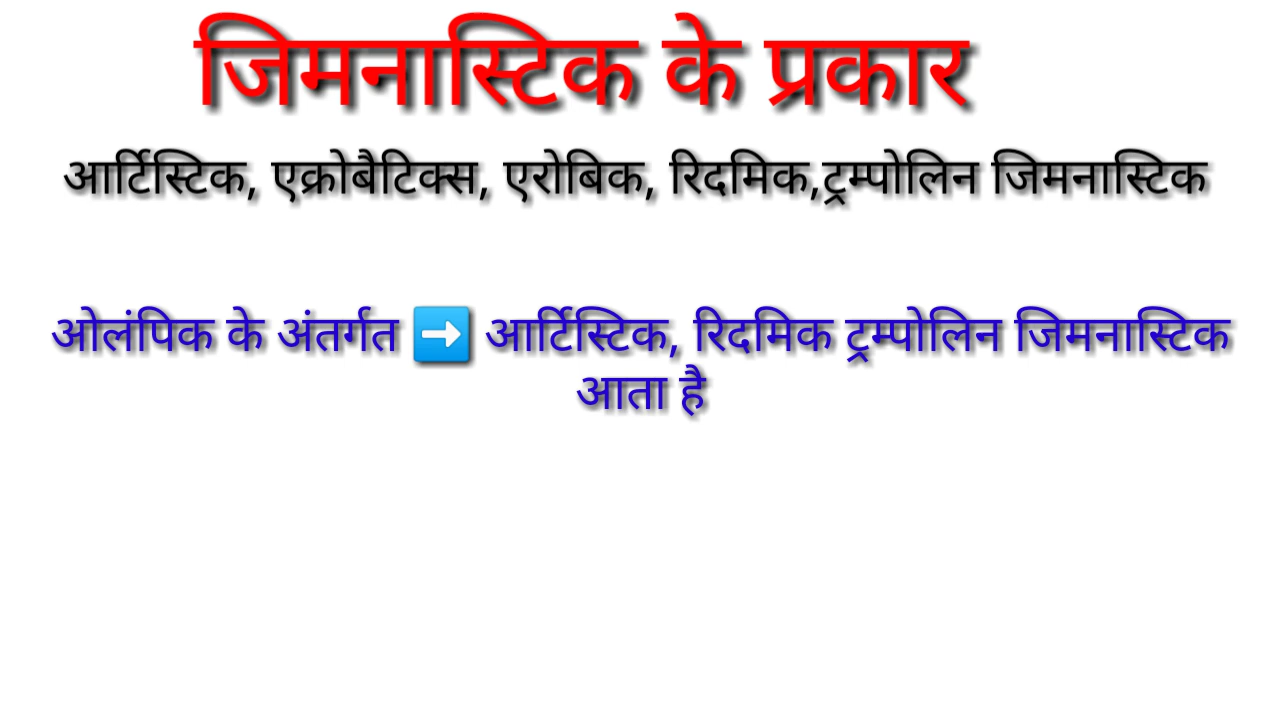 जिमनास्टिक के प्रकार
आर्टिस्टिक, एक्रोबैटिक्स, एरोबिक, रिदमिक,ट्रम्पोलिन जिमनास्टिक
ओलंपिक के अंतर्गत ➡️ आर्टिस्टिक, रिदमिक ट्रम्पोलिन जिमनास्टिक
आता है